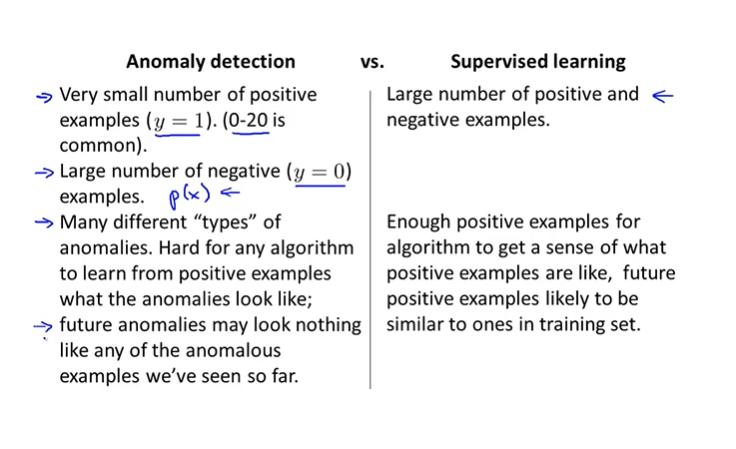 Anomaly detection vs. Supervised learning
→ Very small number of positive
examples (y = 1). (0-20 is
common).
→ Large number of negative (y = 0)
examples. p(x) ←
→ Many different “types” of
anomalies. Hard for any algorithm
to learn from positive examples
what the anomalies look like;
→ future anomalies may look nothing
like any of the anomalous
examples we’ve seen so far.
Large number of positive and ←
negative examples.
Enough positive examples for
algorithm to get a sense of what
positive examples are like, future
positive examples likely to be
similar to ones in training set.